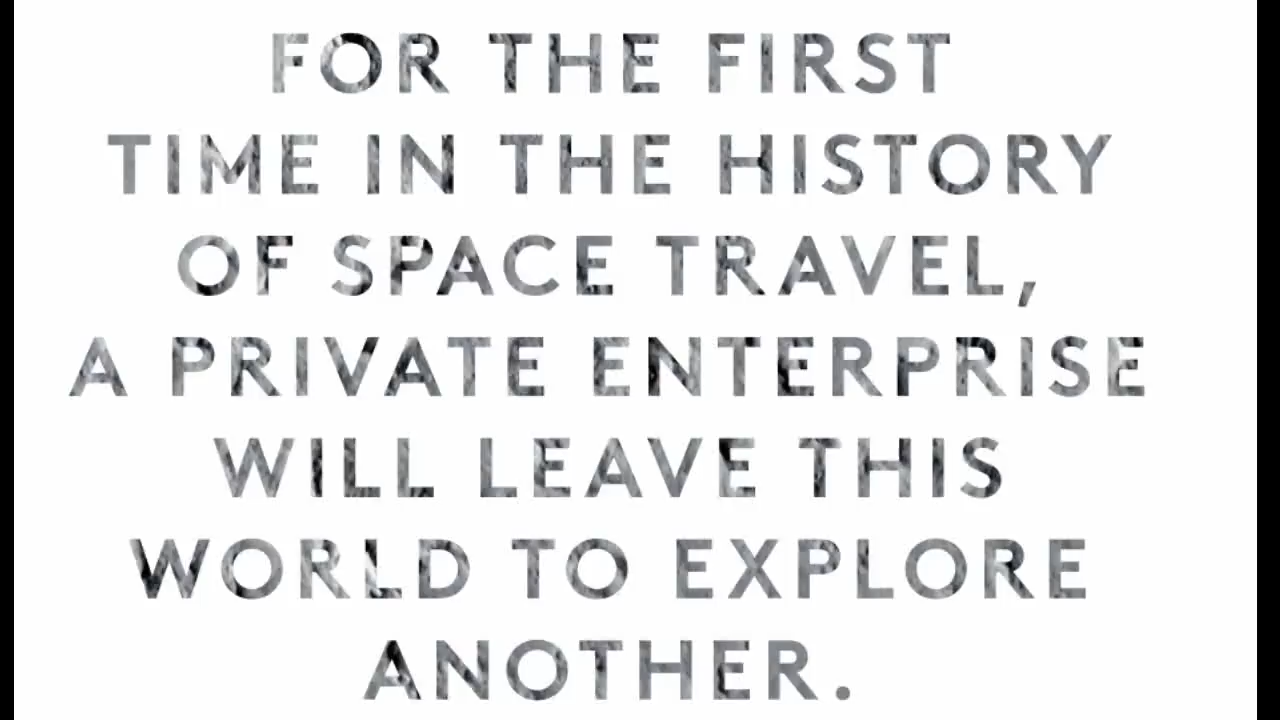 FOR THE FIRST
TIME IN THE HISTORY
OF SPACE TRAVEL,
A PRIVATE ENTERPRISE
WILL LEAVE THIS
WORLD TO EXPLORE
ANOTHER.